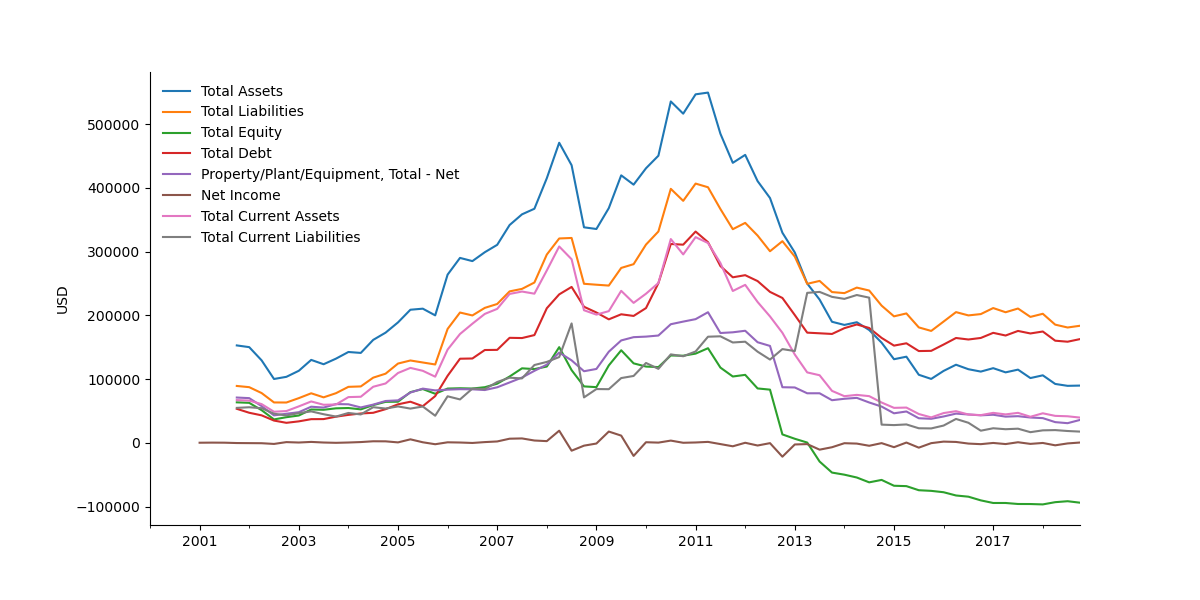 Total Assets
Total Liabilities
Total Equity
Total Debt
Property/Plant/Equipment, Total - Net
Net Income
Total Current Assets
Total Current Liabilities
500000
400000
300000
200000
100000
0
−100000
USD
2001 2003 2005 2007 2009 2011 2013 2015 2017